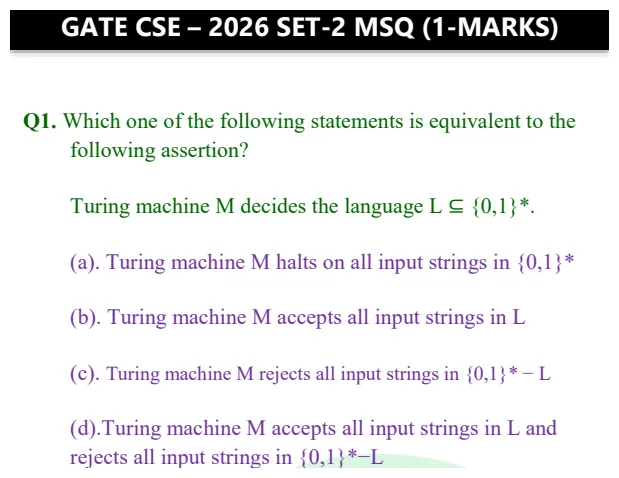 GATE CSE – 2026 SET-2 MSQ (1-MARKS)
Q1. Which one of the following statements is equivalent to the
following assertion?
Turing machine M decides the language L ⊆ {0,1}*.
(a). Turing machine M halts on all input strings in {0,1}*
(b). Turing machine M accepts all input strings in L
(c). Turing machine M rejects all input strings in {0,1}* − L
(d).Turing machine M accepts all input strings in L and
rejects all input strings in {0,1}*−L